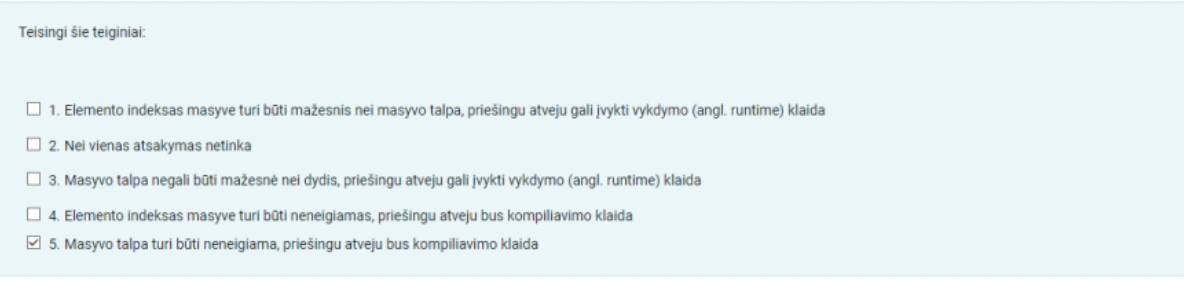 Teisingi šie teiginiai:
1. Elemento indeksas masyve turi būti mažesnis nei masyvo talpa, priešingu atveju gali įvykti vykdymo (angl. runtime) klaida
2. Nei vienas atsakymas netinka
3. Masyvo talpa negali būti mažesnė nei dydis, priešingu atveju gali įvykti vykdymo (angl. runtime) klaida
4. Elemento indeksas masyve turi būti neneigiamas, priešingu atveju bus kompiliavimo klaida
5. Masyvo talpa turi būti neneigiama, priešingu atveju bus kompiliavimo klaida